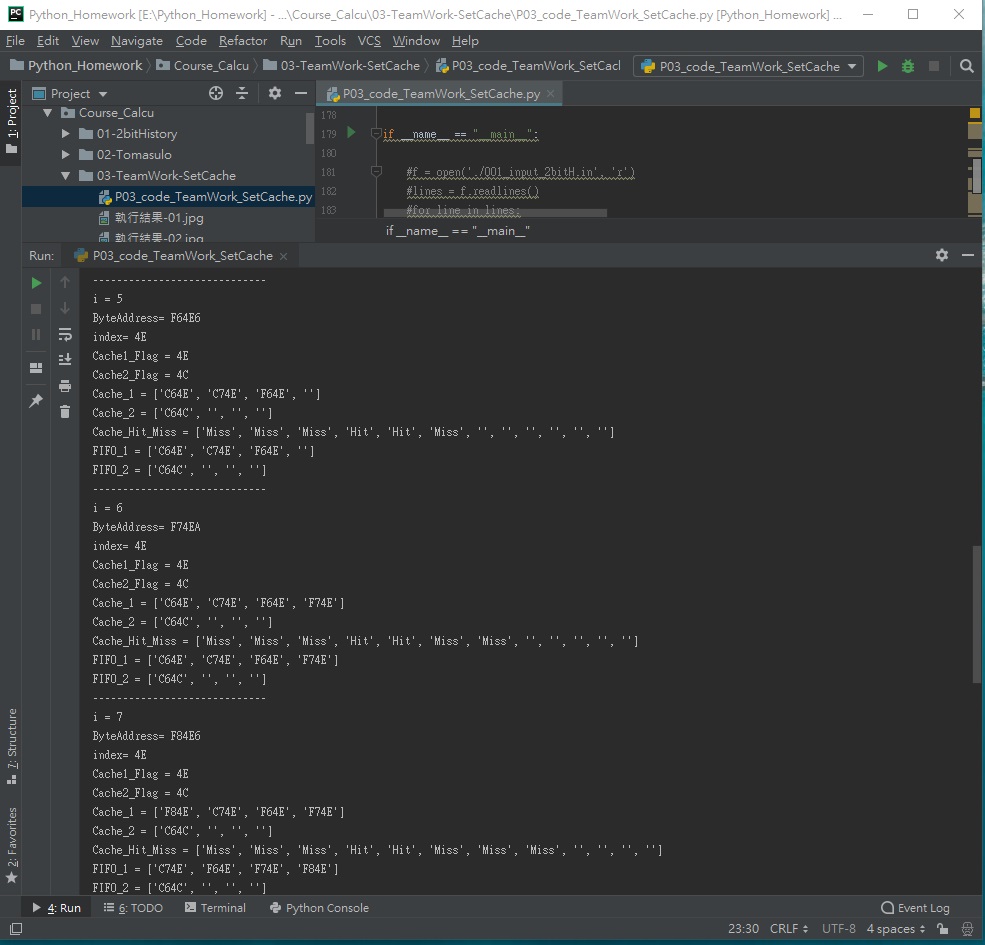 PC Python_Homework [E:\Python_Homework] - ...\Course_Calcu\03-TeamWork-SetCache\P03_code_TeamWork_SetCache.py [Python_Homework] ...
File Edit View Navigate Code Refactor Run Tools VCS Window Help
Python_Homework Course_Calcu 03-TeamWork-SetCache P03_code_TeamWork_SetCacl P03_code_TeamWork_SetCache
1: Project
Project
P03_code_TeamWork_SetCache.py
Course_Calcu
01-2bitHistory
02-Tomasulo
03-TeamWork-SetCache
P03_code_TeamWork_SetCache.py
執行結果-01.jpg
執行結果-02.jpg
178
179 if __name__ == "__main__":
180
181 #f = open('./001_input_2bitH.in', 'r')
182 #lines = f.readlines()
183 #for line in lines:
if __name__ == "__main__"
Run: P03_code_TeamWork_SetCache
-----------------------------
i = 5
ByteAddress= F64E6
index= 4E
Cache1_Flag = 4E
Cache2_Flag = 4C
Cache_1 = ['C64E', 'C74E', 'F64E', '']
Cache_2 = ['C64C', '', '', '']
Cache_Hit_Miss = ['Miss', 'Miss', 'Miss', 'Hit', 'Hit', 'Miss', '', '', '', '', '', '']
FIFO_1 = ['C64E', 'C74E', 'F64E', '']
FIFO_2 = ['C64C', '', '', '']
-----------------------------
i = 6
ByteAddress= F74EA
index= 4E
Cache1_Flag = 4E
Cache2_Flag = 4C
Cache_1 = ['C64E', 'C74E', 'F64E', 'F74E']
Cache_2 = ['C64C', '', '', '']
Cache_Hit_Miss = ['Miss', 'Miss', 'Miss', 'Hit', 'Hit', 'Miss', 'Miss', '', '', '', '', '']
FIFO_1 = ['C64E', 'C74E', 'F64E', 'F74E']
FIFO_2 = ['C64C', '', '', '']
-----------------------------
i = 7
ByteAddress= F84E6
index= 4E
Cache1_Flag = 4E
Cache2_Flag = 4C
Cache_1 = ['F84E', 'C74E', 'F64E', 'F74E']
Cache_2 = ['C64C', '', '', '']
Cache_Hit_Miss = ['Miss', 'Miss', 'Miss', 'Hit', 'Hit', 'Miss', 'Miss', 'Miss', '', '', '', '']
FIFO_1 = ['C74E', 'F64E', 'F74E', 'F84E']
FIFO_2 = ['C64C', '', '', '']
7: Structure
2: Favorites
4: Run 6: TODO Terminal Python Console Event Log
23:30 CRLF UTF-8 4 spaces